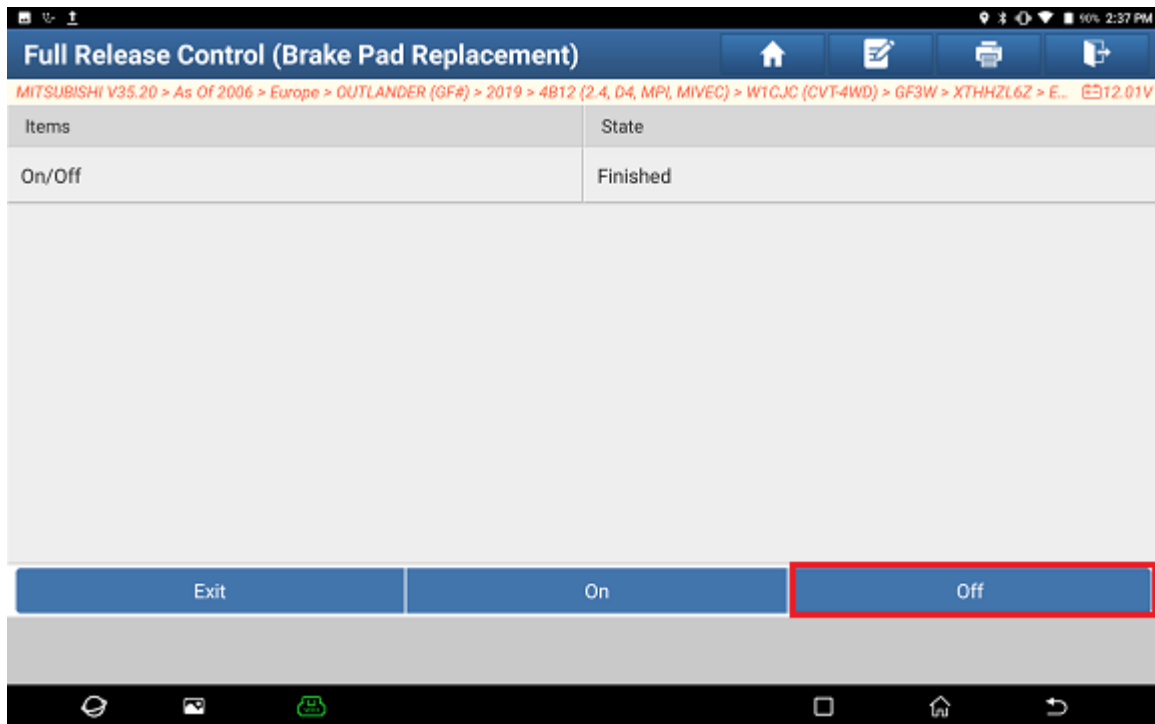 90% 2:37 PM
Full Release Control (Brake Pad Replacement)
MITSUBISHI V35.20 > As Of 2006 > Europe > OUTLANDER (GF#) > 2019 > 4B12 (2.4, D4, MPI, MIVEC) > W1CJC (CVT-4WD) > GF3W > XTHHZL6Z > E... 12.01V
Items State
On/Off Finished
Exit On Off